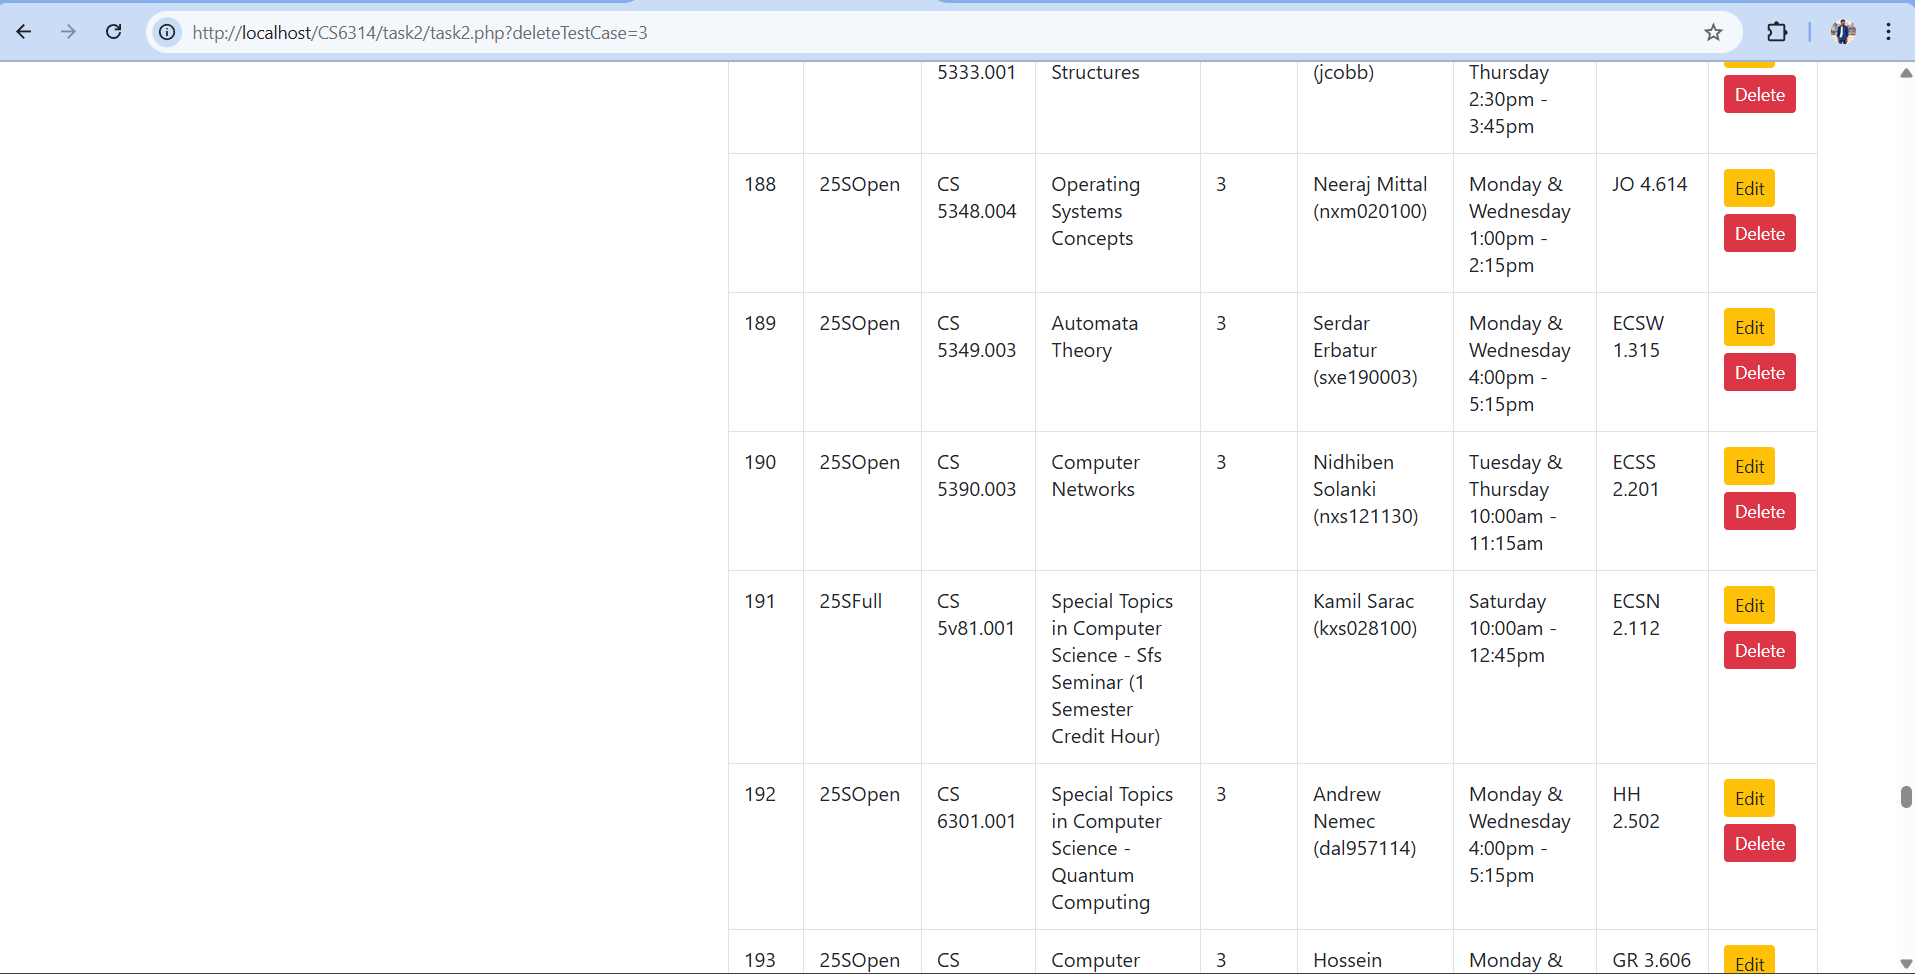 http://localhost/CS6314/task2/task2.php?deleteTestCase=3
5333.001 Structures (jcobb) Thursday
2:30pm -
3:45pm
Delete
188 25SOpen CS
5348.004
Operating
Systems
Concepts
3
Neeraj Mittal
(nxm020100)
Monday &
Wednesday
1:00pm -
2:15pm
JO 4.614
Edit
Delete
189 25SOpen CS
5349.003
Automata
Theory
3
Serdar
Erbatur
(sxe190003)
Monday &
Wednesday
4:00pm -
5:15pm
ECSW
1.315
Edit
Delete
190 25SOpen CS
5390.003
Computer
Networks
3
Nidhiben
Solanki
(nxs121130)
Tuesday &
Thursday
10:00am -
11:15am
ECSS
2.201
Edit
Delete
191 25SFull CS
5v81.001
Special Topics
in Computer
Science - Sfs
Seminar (1
Semester
Credit Hour)
Kamil Sarac
(kxs028100)
Saturday
10:00am -
12:45pm
ECSN
2.112
Edit
Delete
192 25SOpen CS
6301.001
Special Topics
in Computer
Science -
Quantum
Computing
3
Andrew
Nemec
(dal957114)
Monday &
Wednesday
4:00pm -
5:15pm
HH
2.502
Edit
Delete
193 25SOpen CS Computer 3 Hossein Monday & GR 3.606 Edit